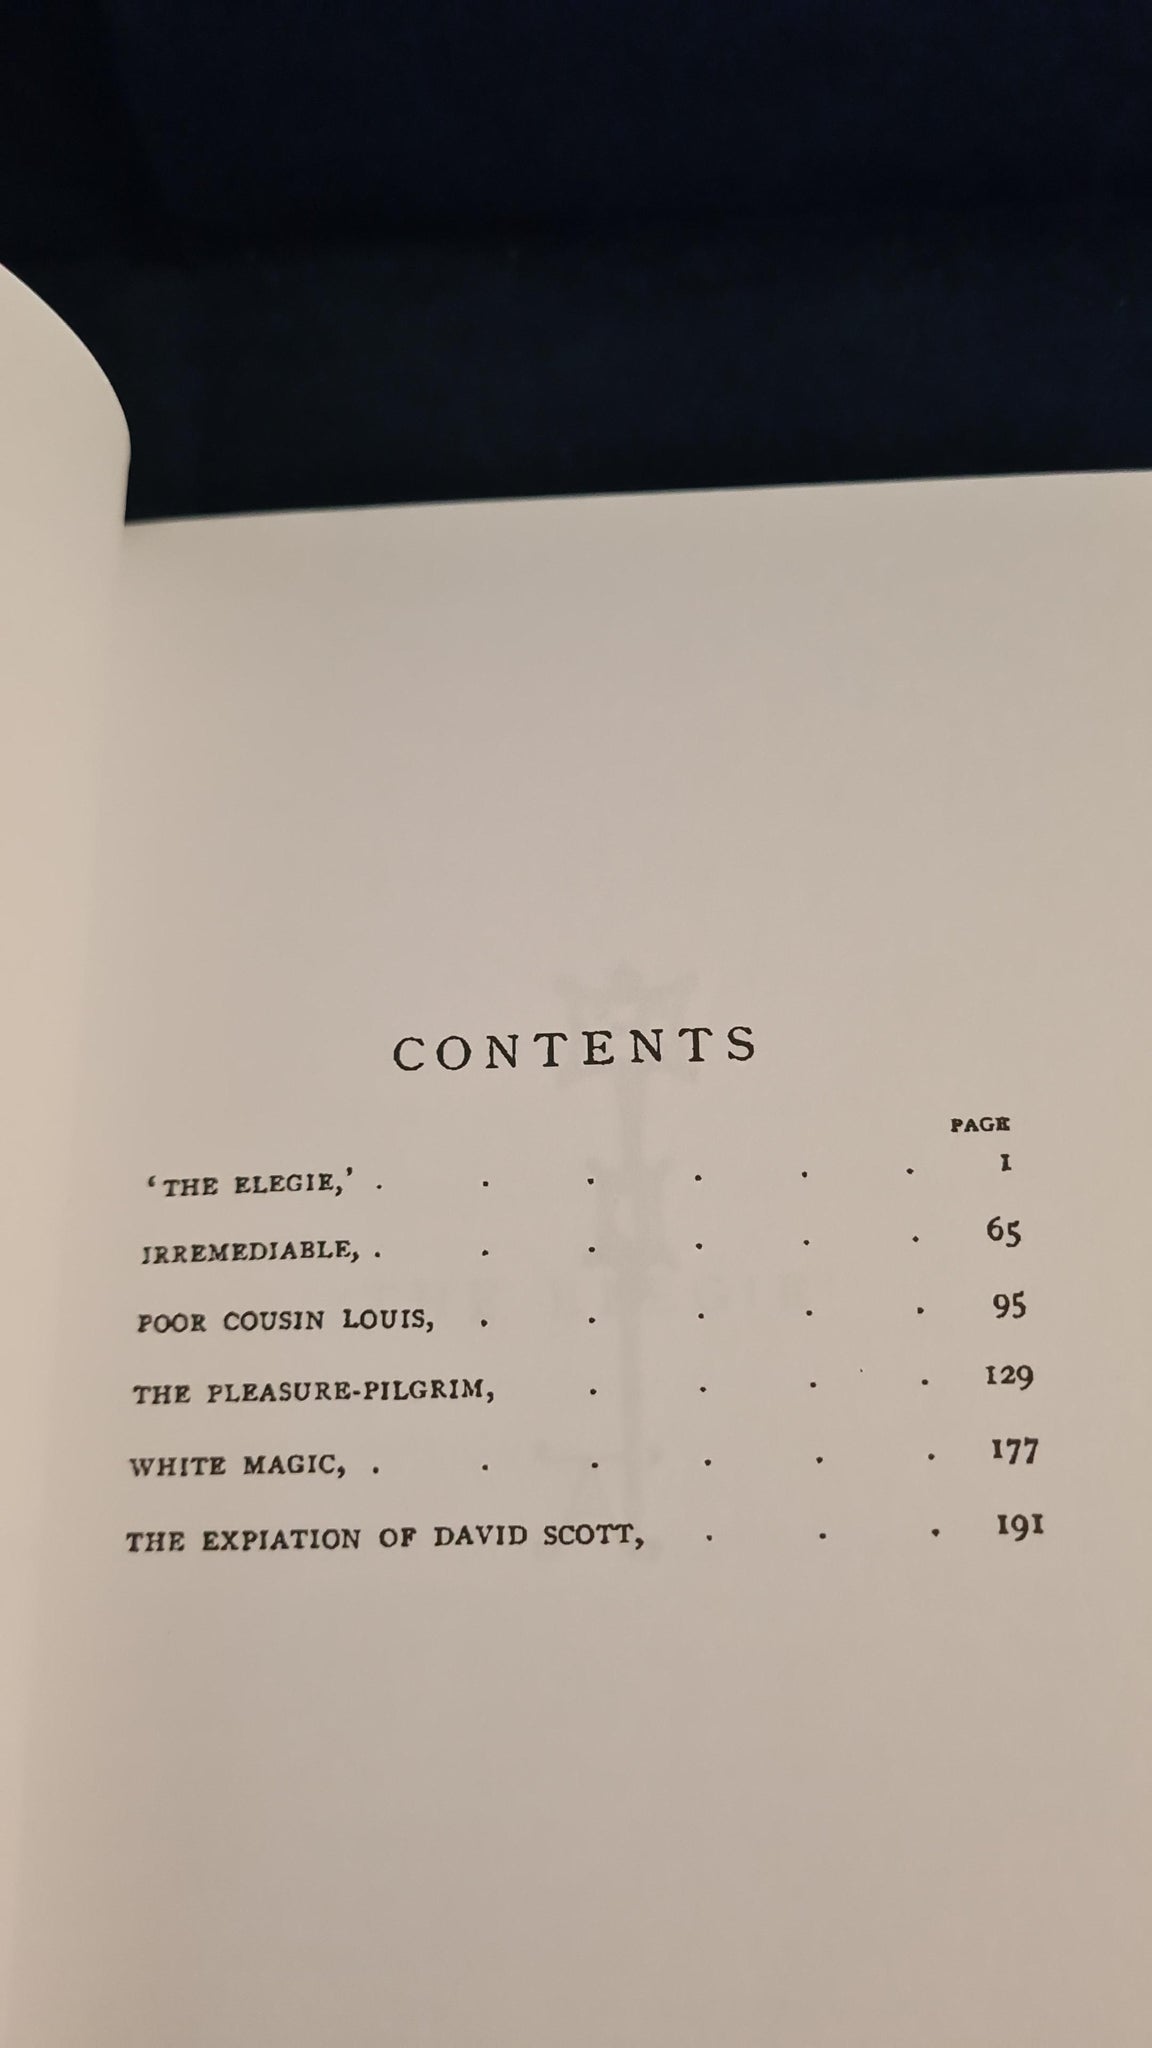 CONTENTS
PAGE
‘THE ELEGIE,’ . . . . . . 1
IRREMEDIABLE, . . . . . . 65
POOR COUSIN LOUIS, . . . . . 95
THE PLEASURE-PILGRIM, . . . . 129
WHITE MAGIC, . . . . . . 177
THE EXPIATION OF DAVID SCOTT, . . . 191